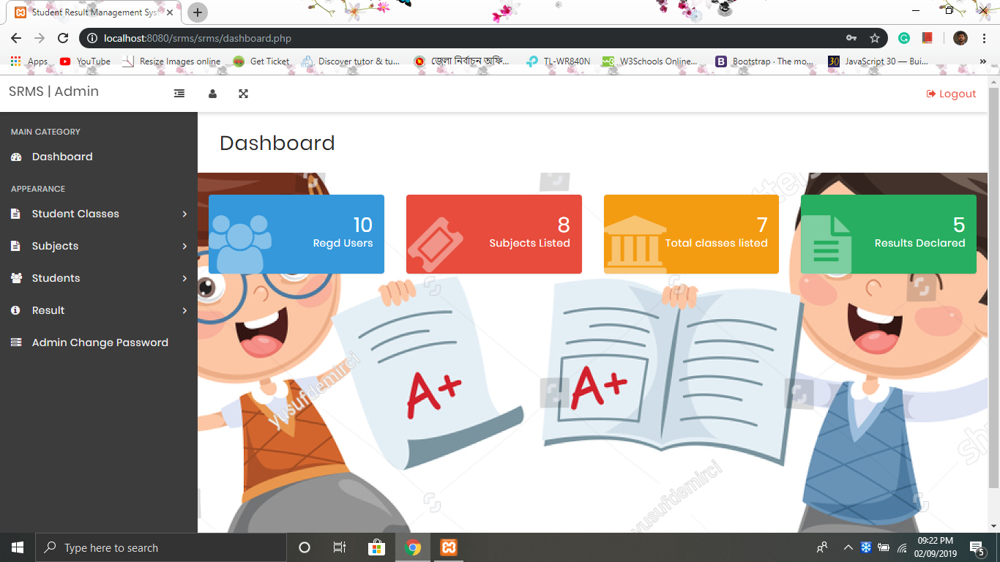 Student Result Management Sys
localhost:8080/srms/srms/dashboard.php
Apps YouTube Resize Images online Get Ticket Discover tutor & tu... জেলা নির্বাচন অফি... TL-WR840N W3Schools Online... Bootstrap · The mo... JavaScript 30 — Bui... »
SRMS | Admin
Logout
MAIN CATEGORY
Dashboard
APPEARANCE
Student Classes
Subjects
Students
Result
Admin Change Password
Dashboard
10
Regd Users
8
Subjects Listed
7
Total classes listed
5
Results Declared
A+
A+
yusufdemirci
yusufdemirci
Type here to search
09:22 PM
02/09/2019
5